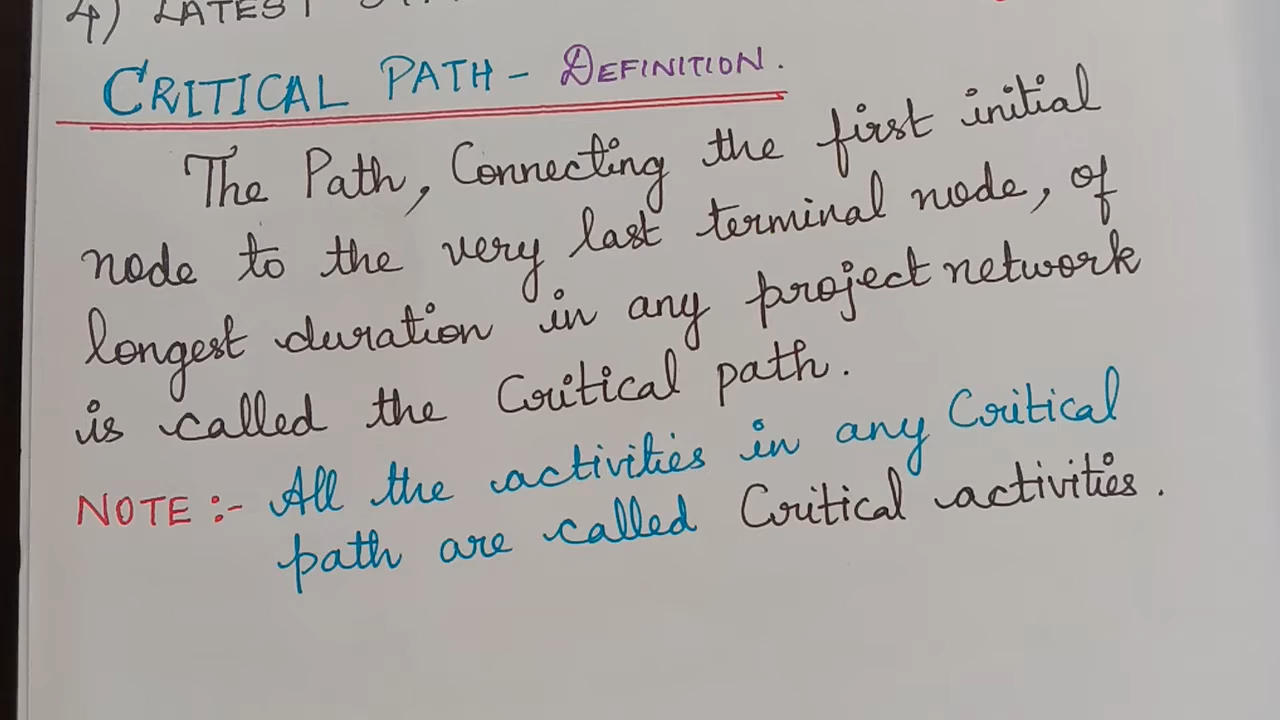 4) LATEST
CRITICAL PATH - DEFINITION.
The Path, Connecting the first initial
node to the very last terminal node, of
longest duration in any project network
is called the Critical path.
NOTE :- All the activities in any Critical
path are called Critical activities.